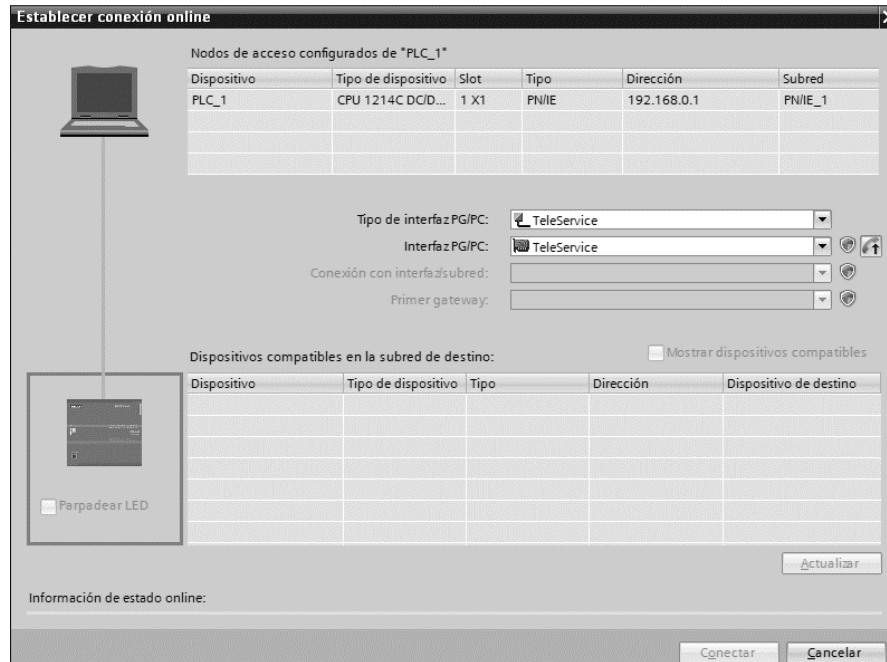 Establecer conexión online
Nodos de acceso configurados de "PLC_1"
Dispositivo Tipo de dispositivo Slot Tipo Dirección Subred
PLC_1 CPU 1214C DC/D... 1 X1 PN/IE 192.168.0.1 PN/IE_1
Tipo de interfaz PG/PC: TeleService
Interfaz PG/PC: TeleService
Conexión con interfaz/subred:
Primer gateway:
Dispositivos compatibles en la subred de destino: Mostrar dispositivos compatibles
Dispositivo Tipo de dispositivo Tipo Dirección Dispositivo de destino
Parpadear LED
Actualizar
Información de estado online:
Conectar Cancelar